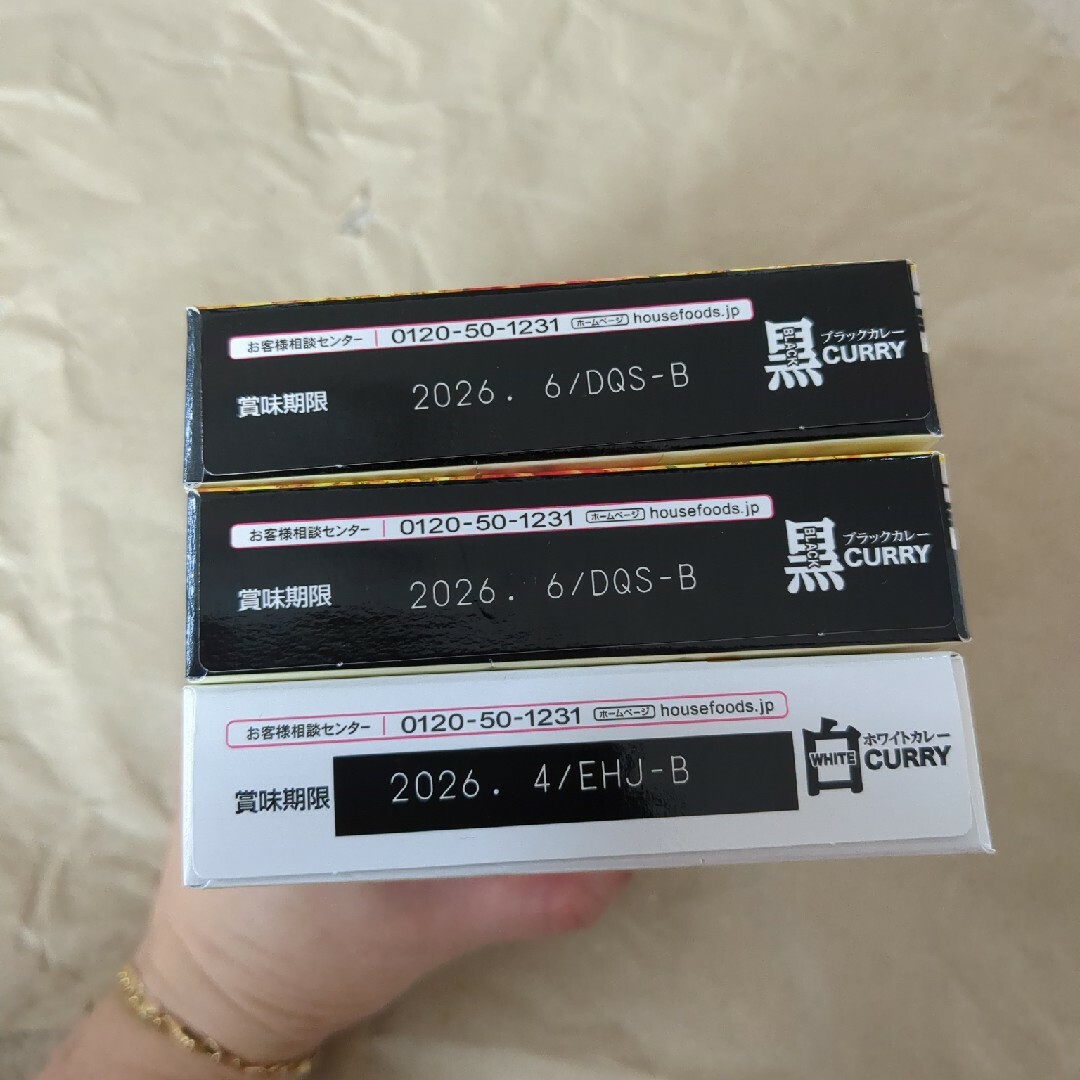 お客様相談センター 0120-50-1231 ホームページ housefoods.jp
賞味期限 2026. 6/DQS-B
黒 BLACK ブラックカレー CURRY
お客様相談センター 0120-50-1231 ホームページ housefoods.jp
賞味期限 2026. 6/DQS-B
黒 BLACK ブラックカレー CURRY
お客様相談センター 0120-50-1231 ホームページ housefoods.jp
賞味期限 2026. 4/EHJ-B
白 WHITE ホワイトカレー CURRY